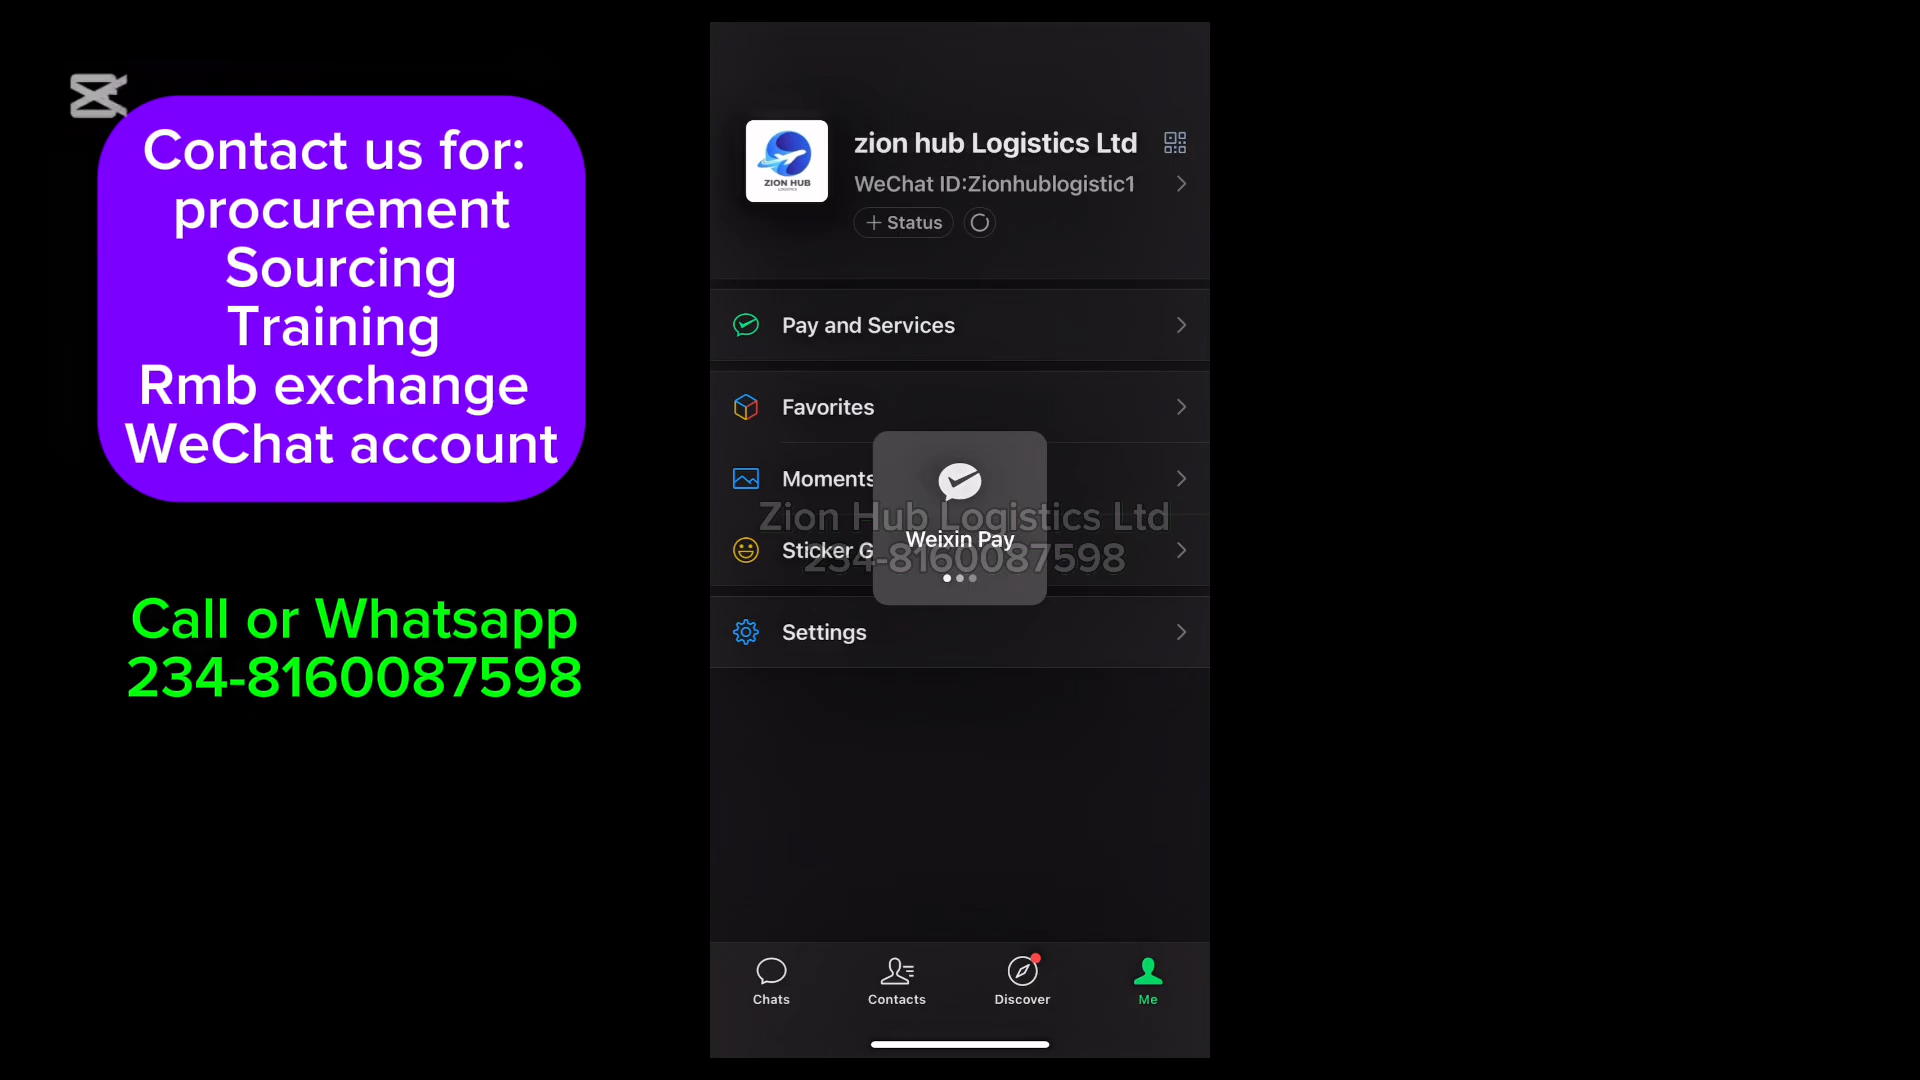 Contact us for:
procurement
Sourcing
Training
Rmb exchange
WeChat account
Call or Whatsapp
234-8160087598
ZION HUB
LOGISTICS
zion hub Logistics Ltd
WeChat ID:Zionhublogistic1
+ Status
Pay and Services
Favorites
Moments
Sticker G
Weixin Pay
Zion Hub Logistics Ltd
234-8160087598
Settings
Chats
Contacts
Discover
Me